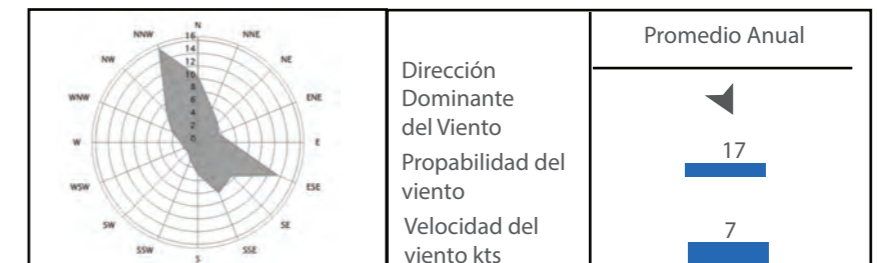 N
NNW
NNE
NW
NE
WNW
ENE
W
E
WSW
ESE
SW
SE
SSW
SSE
S
16
14
12
10
8
6
4
2
0
Dirección
Dominante
del Viento
Propabilidad del
viento
Velocidad del
viento kts
Promedio Anual
17
7